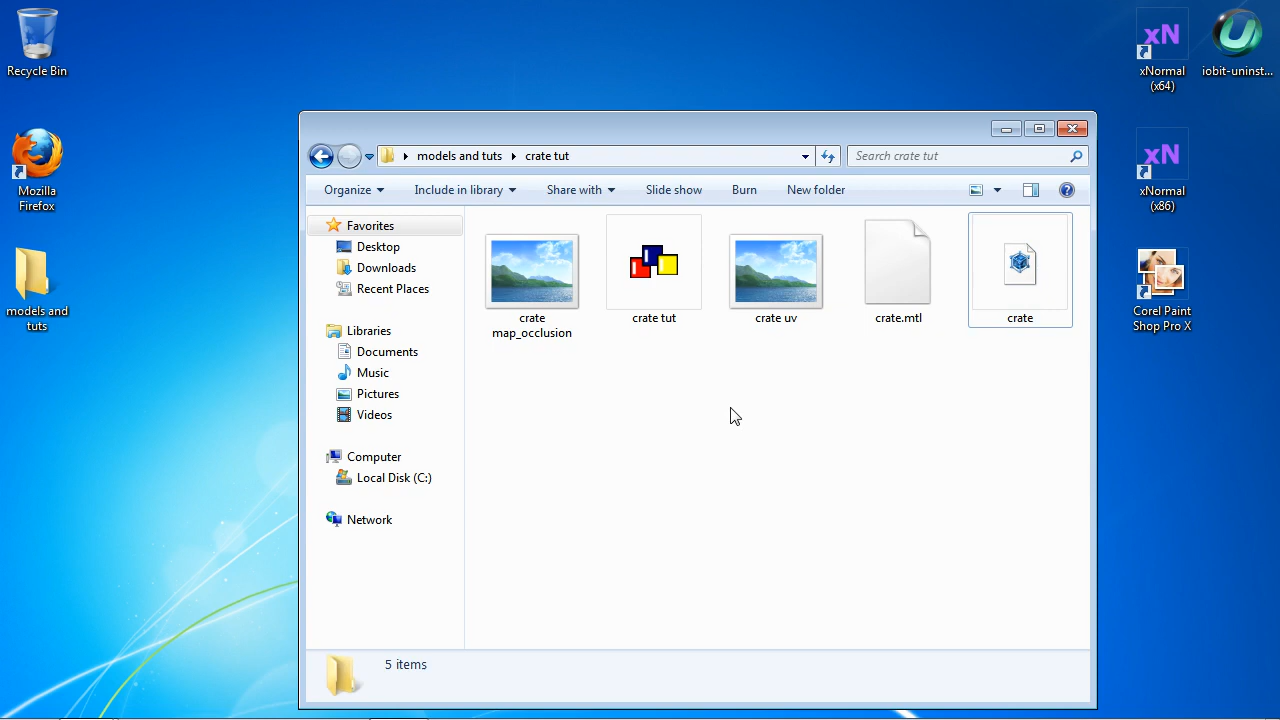 Recycle Bin
Mozilla
Firefox
models and
tuts
xNormal
(x64)
iobit-uninst...
xNormal
(x86)
Corel Paint
Shop Pro X
models and tuts
crate tut
Search crate tut
Organize
Include in library
Share with
Slide show
Burn
New folder
Favorites
Desktop
Downloads
Recent Places
Libraries
Documents
Music
Pictures
Videos
Computer
Local Disk (C:)
Network
crate
map_occlusion
crate tut
crate uv
crate.mtl
crate
5 items
xN
xN
U